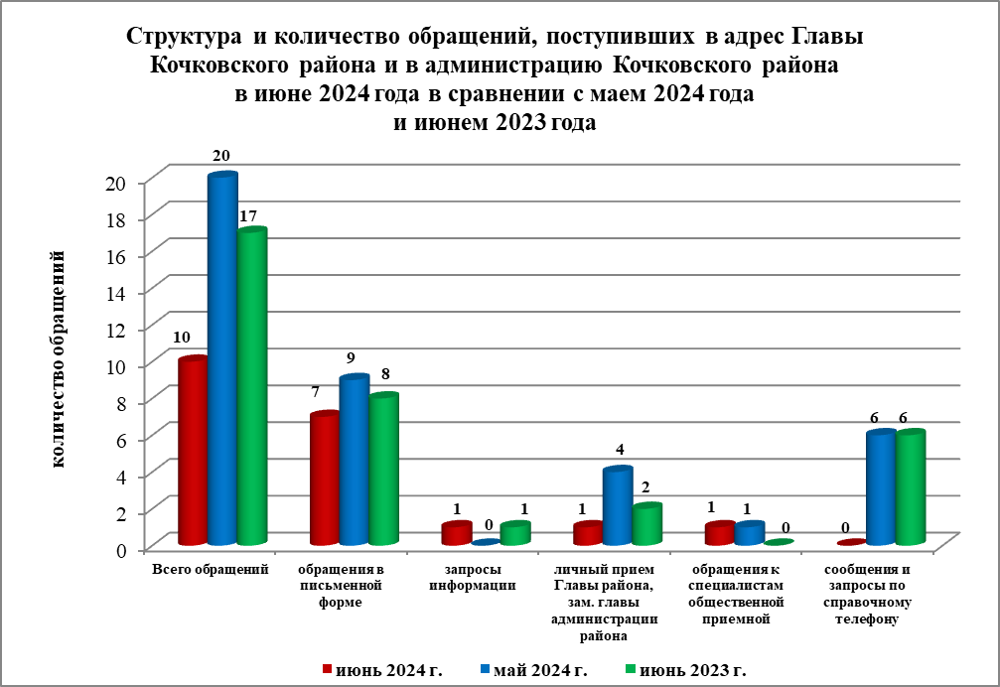 Структура и количество обращений, поступивших в адрес Главы
Кочковского района и в администрацию Кочковского района
в июне 2024 года в сравнении с маем 2024 года
и июнем 2023 года
количество обращений
20
18
16
14
12
10
8
6
4
2
0
10
20
17
7
9
8
1
0
1
1
4
2
1
1
0
0
6
6
Всего обращений
обращения в
письменной
форме
запросы
информации
личный прием
Главы района,
зам. главы
администрации
района
обращения к
специалистам
общественной
приемной
сообщения и
запросы по
справочному
телефону
июнь 2024 г.
май 2024 г.
июнь 2023 г.